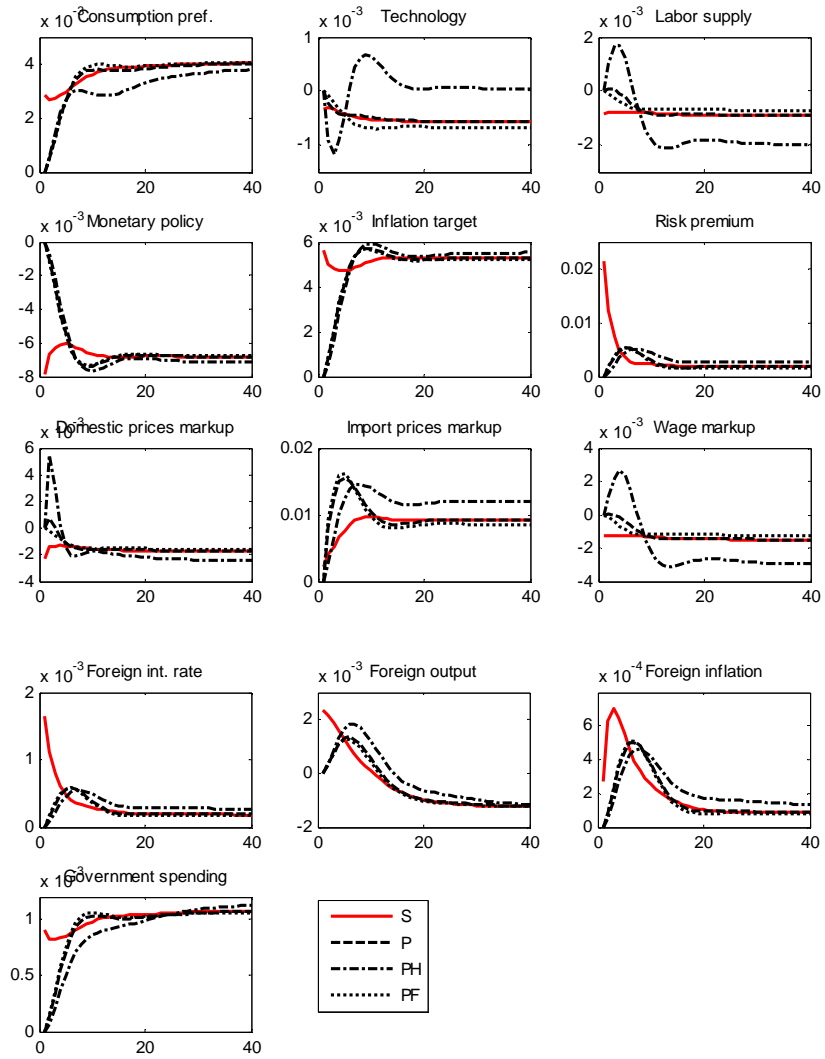 Consumption pref.
x 10^-3
4
2
0
0 20 40
Technology
x 10^-3
1
0
-1
0 20 40
Labor supply
x 10^-3
2
0
-2
0 20 40
Monetary policy
x 10^-3
0
-2
-4
-6
-8
0 20 40
Inflation target
x 10^-3
6
4
2
0
0 20 40
Risk premium
0.02
0.01
0
0 20 40
Domestic prices markup
x 10^-3
6
4
2
0
-2
-4
0 20 40
Import prices markup
0.02
0.01
0
0 20 40
Wage markup
x 10^-3
4
2
0
-2
-4
0 20 40
Foreign int. rate
x 10^-3
2
1
0
0 20 40
Foreign output
x 10^-3
2
0
-2
0 20 40
Foreign inflation
x 10^-4
6
4
2
0
0 20 40
Government spending
x 10^-3
1
0.5
0
0 20 40
S
P
PH
PF